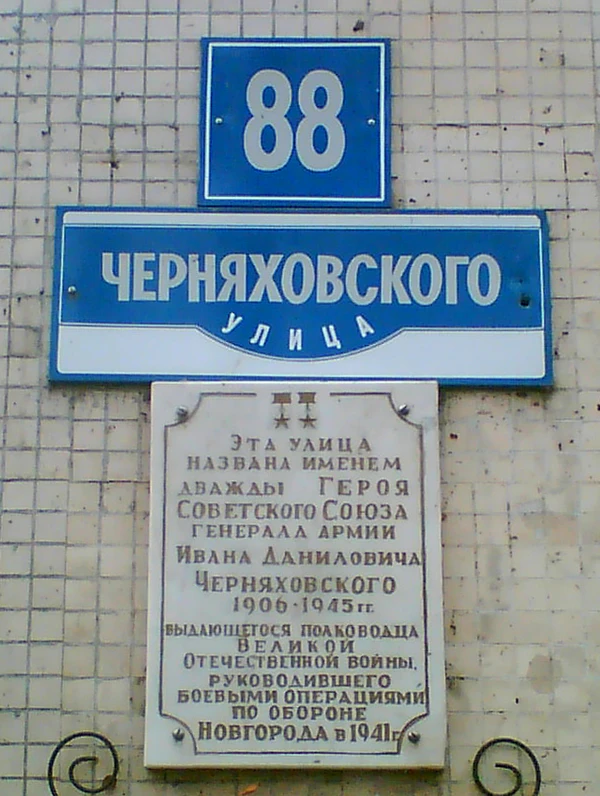 88
ЧЕРНЯХОВСКОГО
УЛИЦА
ЭТА УЛИЦА
НАЗВАНА ИМЕНЕМ
ДВАЖДЫ ГЕРОЯ
СОВЕТСКОГО СОЮЗА
ГЕНЕРАЛА АРМИИ
ИВАНА ДАНИЛОВИЧА
ЧЕРНЯХОВСКОГО
1906-1945 гг.
ВЫДАЮЩЕГОСЯ ПОЛКОВОДЦА
ВЕЛИКОЙ
ОТЕЧЕСТВЕННОЙ ВОЙНЫ,
РУКОВОДИВШЕГО
БОЕВЫМИ ОПЕРАЦИЯМИ
ПО ОБОРОНЕ
НОВГОРОДА В 1941г.